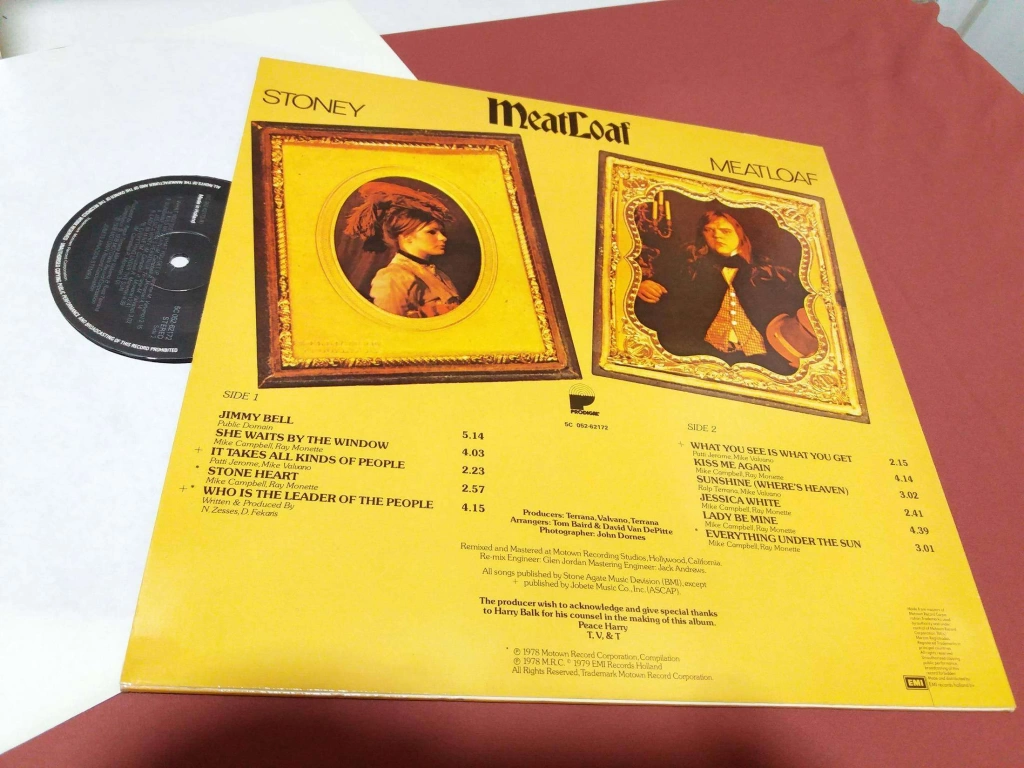 STONEY
MeatLoaf
MEATLOAF
SIDE 1
JIMMY BELL
Public Domain
5.14
SHE WAITS BY THE WINDOW
Mike Campbell, Ray Monette
4.03
+ IT TAKES ALL KINDS OF PEOPLE
Patti Jerome, Mike Valvano
2.23
* STONE HEART
Mike Campbell, Ray Monette
2.57
+* WHO IS THE LEADER OF THE PEOPLE
Written & Produced By
N. Zesses, D. Fekaris
4.15
PRODIGAL
5C 052-62172
SIDE 2
+ WHAT YOU SEE IS WHAT YOU GET
Patti Jerome, Mike Valvano
2.15
KISS ME AGAIN
Mike Campbell, Ray Monette
4.14
SUNSHINE (WHERE'S HEAVEN)
Ralp Terrana, Mike Valvano
3.02
JESSICA WHITE
Mike Campbell, Ray Monette
2.41
LADY BE MINE
Mike Campbell, Ray Monette
4.39
* EVERYTHING UNDER THE SUN
Mike Campbell, Ray Monette
3.01
Producers: Terrana, Valvano, Terrana
Arrangers: Tom Baird & David Van DePitte
Photographer: John Dornes
Remixed and Mastered at Motown Recording Studios, Hollywood, California.
Re-mix Engineer: Glen Jordan Mastering Engineer: Jack Andrews.
All songs published by Stone Agate Music Devision (BMI), except
+ published by Jobete Music Co., Inc. (ASCAP).
The producer wish to acknowledge and give special thanks
to Harry Balk for his counsel in the making of this album.
Peace Harry
T, V, & T
* ℗ 1978 Motown Record Corporation, Compilation
℗ 1978 M.R.C. © 1979 EMI Records Holland
All Rights Reserved, Trademark Motown Record Corporation.
EMI
Made in Holland
5C 052-62172
STEREO